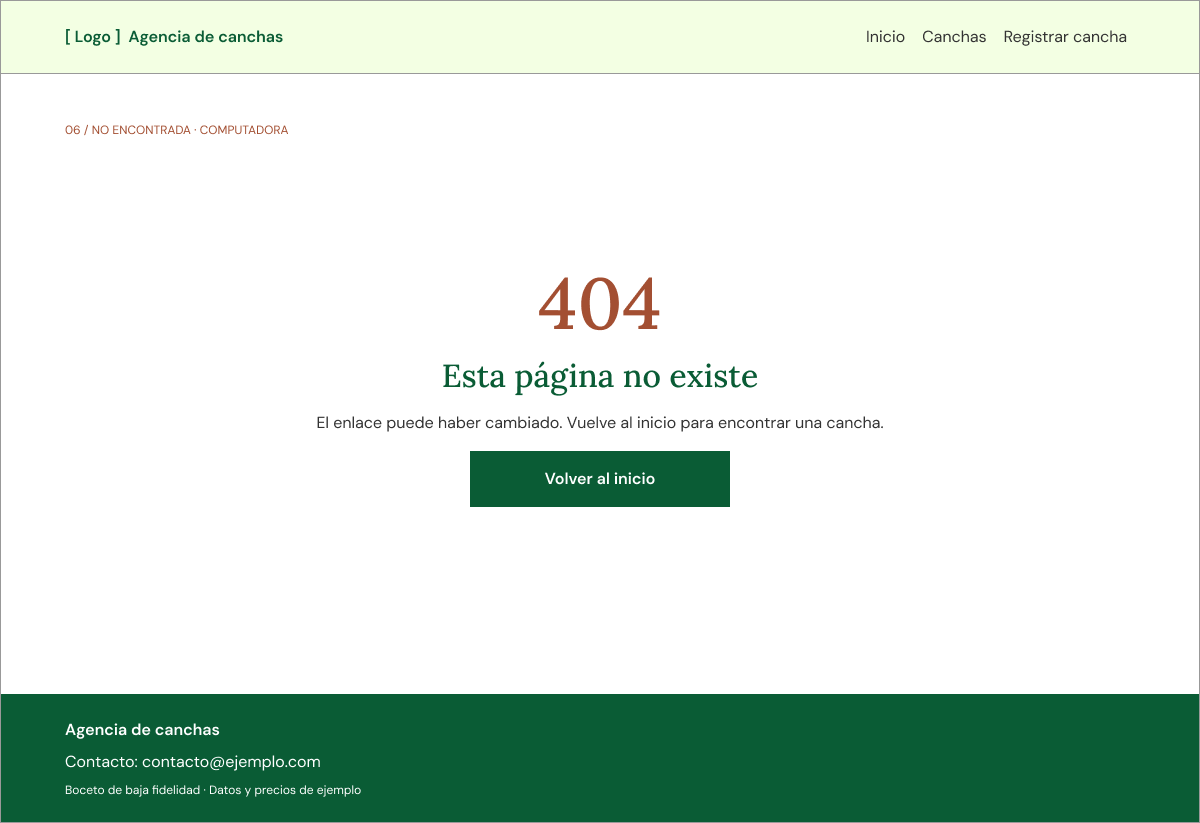 [ Logo ] Agencia de canchas
Inicio Canchas Registrar cancha
06 / NO ENCONTRADA · COMPUTADORA
404
Esta página no existe
El enlace puede haber cambiado. Vuelve al inicio para encontrar una cancha.
Volver al inicio
Agencia de canchas
Contacto: contacto@ejemplo.com
Boceto de baja fidelidad · Datos y precios de ejemplo